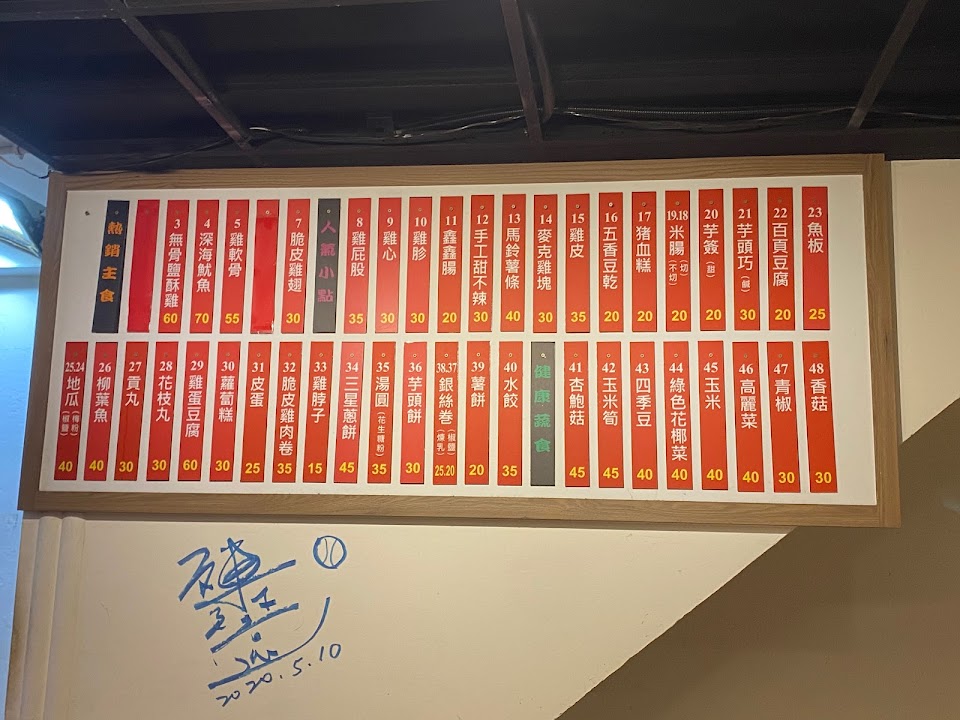 熱銷主食
3 無骨鹽酥雞 60
4 深海魷魚 70
5 雞軟骨 55
7 脆皮雞翅 30
人氣小點
8 雞屁股 35
9 雞心 30
10 雞胗 30
11 鑫鑫腸 20
12 手工甜不辣 30
13 馬鈴薯條 40
14 麥克雞塊 30
15 雞皮 35
16 五香豆乾 20
17 猪血糕 20
19.18 米腸 (切) (不切) 20
20 芋簽 (甜) 20
21 芋頭巧 (鹹) 30
22 百頁豆腐 20
23 魚板 25
25.24 地瓜 (梅粉) (椒鹽) 40
26 柳葉魚 40
27 貢丸 30
28 花枝丸 30
29 雞蛋豆腐 60
30 蘿蔔糕 30
31 皮蛋 25
32 脆皮雞肉卷 35
33 雞脖子 15
34 三星蔥餅 45
35 湯圓 (花生糖粉) 35
36 芋頭餅 30
38.37 銀絲卷 (椒鹽) (煉乳) 25.20
39 薯餅 20
40 水餃 35
健康蔬食
41 杏鮑菇 45
42 玉米筍 45
43 四季豆 40
44 綠色花椰菜 40
45 玉米 40
46 高麗菜 40
47 青椒 30
48 香菇 30
2020.5.10